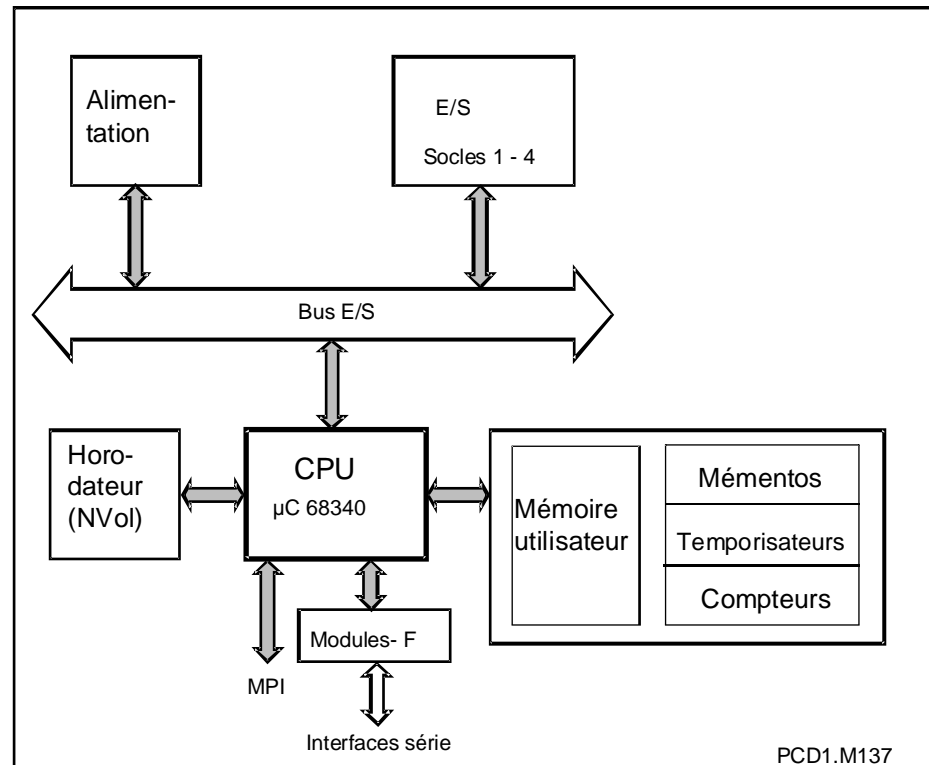 Alimen-
tation
E/S
Socles 1 - 4
Bus E/S
Horo-
dateur
(NVol)
CPU
µC 68340
Mémoire
utilisateur
Mémentos
Temporisateurs
Compteurs
Modules- F
MPI
Interfaces série
PCD1.M137